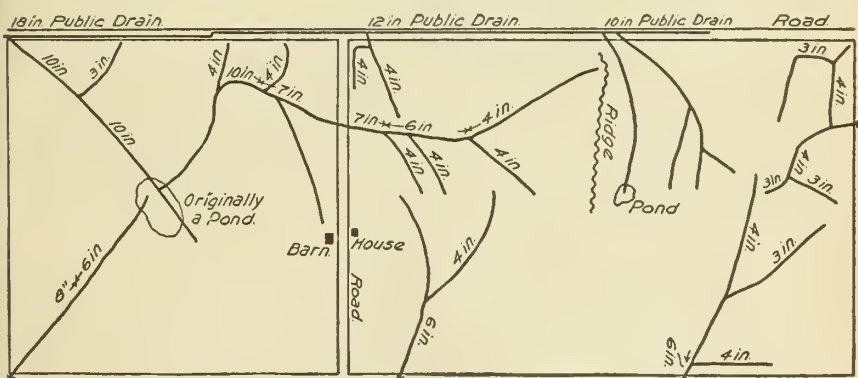 18in. Public Drain.
12in Public Drain.
10in Public Drain
Road.
10in
3in
4in
10in
7in.
4in
4in
4in.
3in
4in.
10in
7in
6in
4in.
4in
4in
4in.
Ridge
4in
3in
3in
Originally
a Pond.
Pond
Barn.
House
Road.
4in.
4in.
3in.
8"
6in
6in.
6in.
4in.